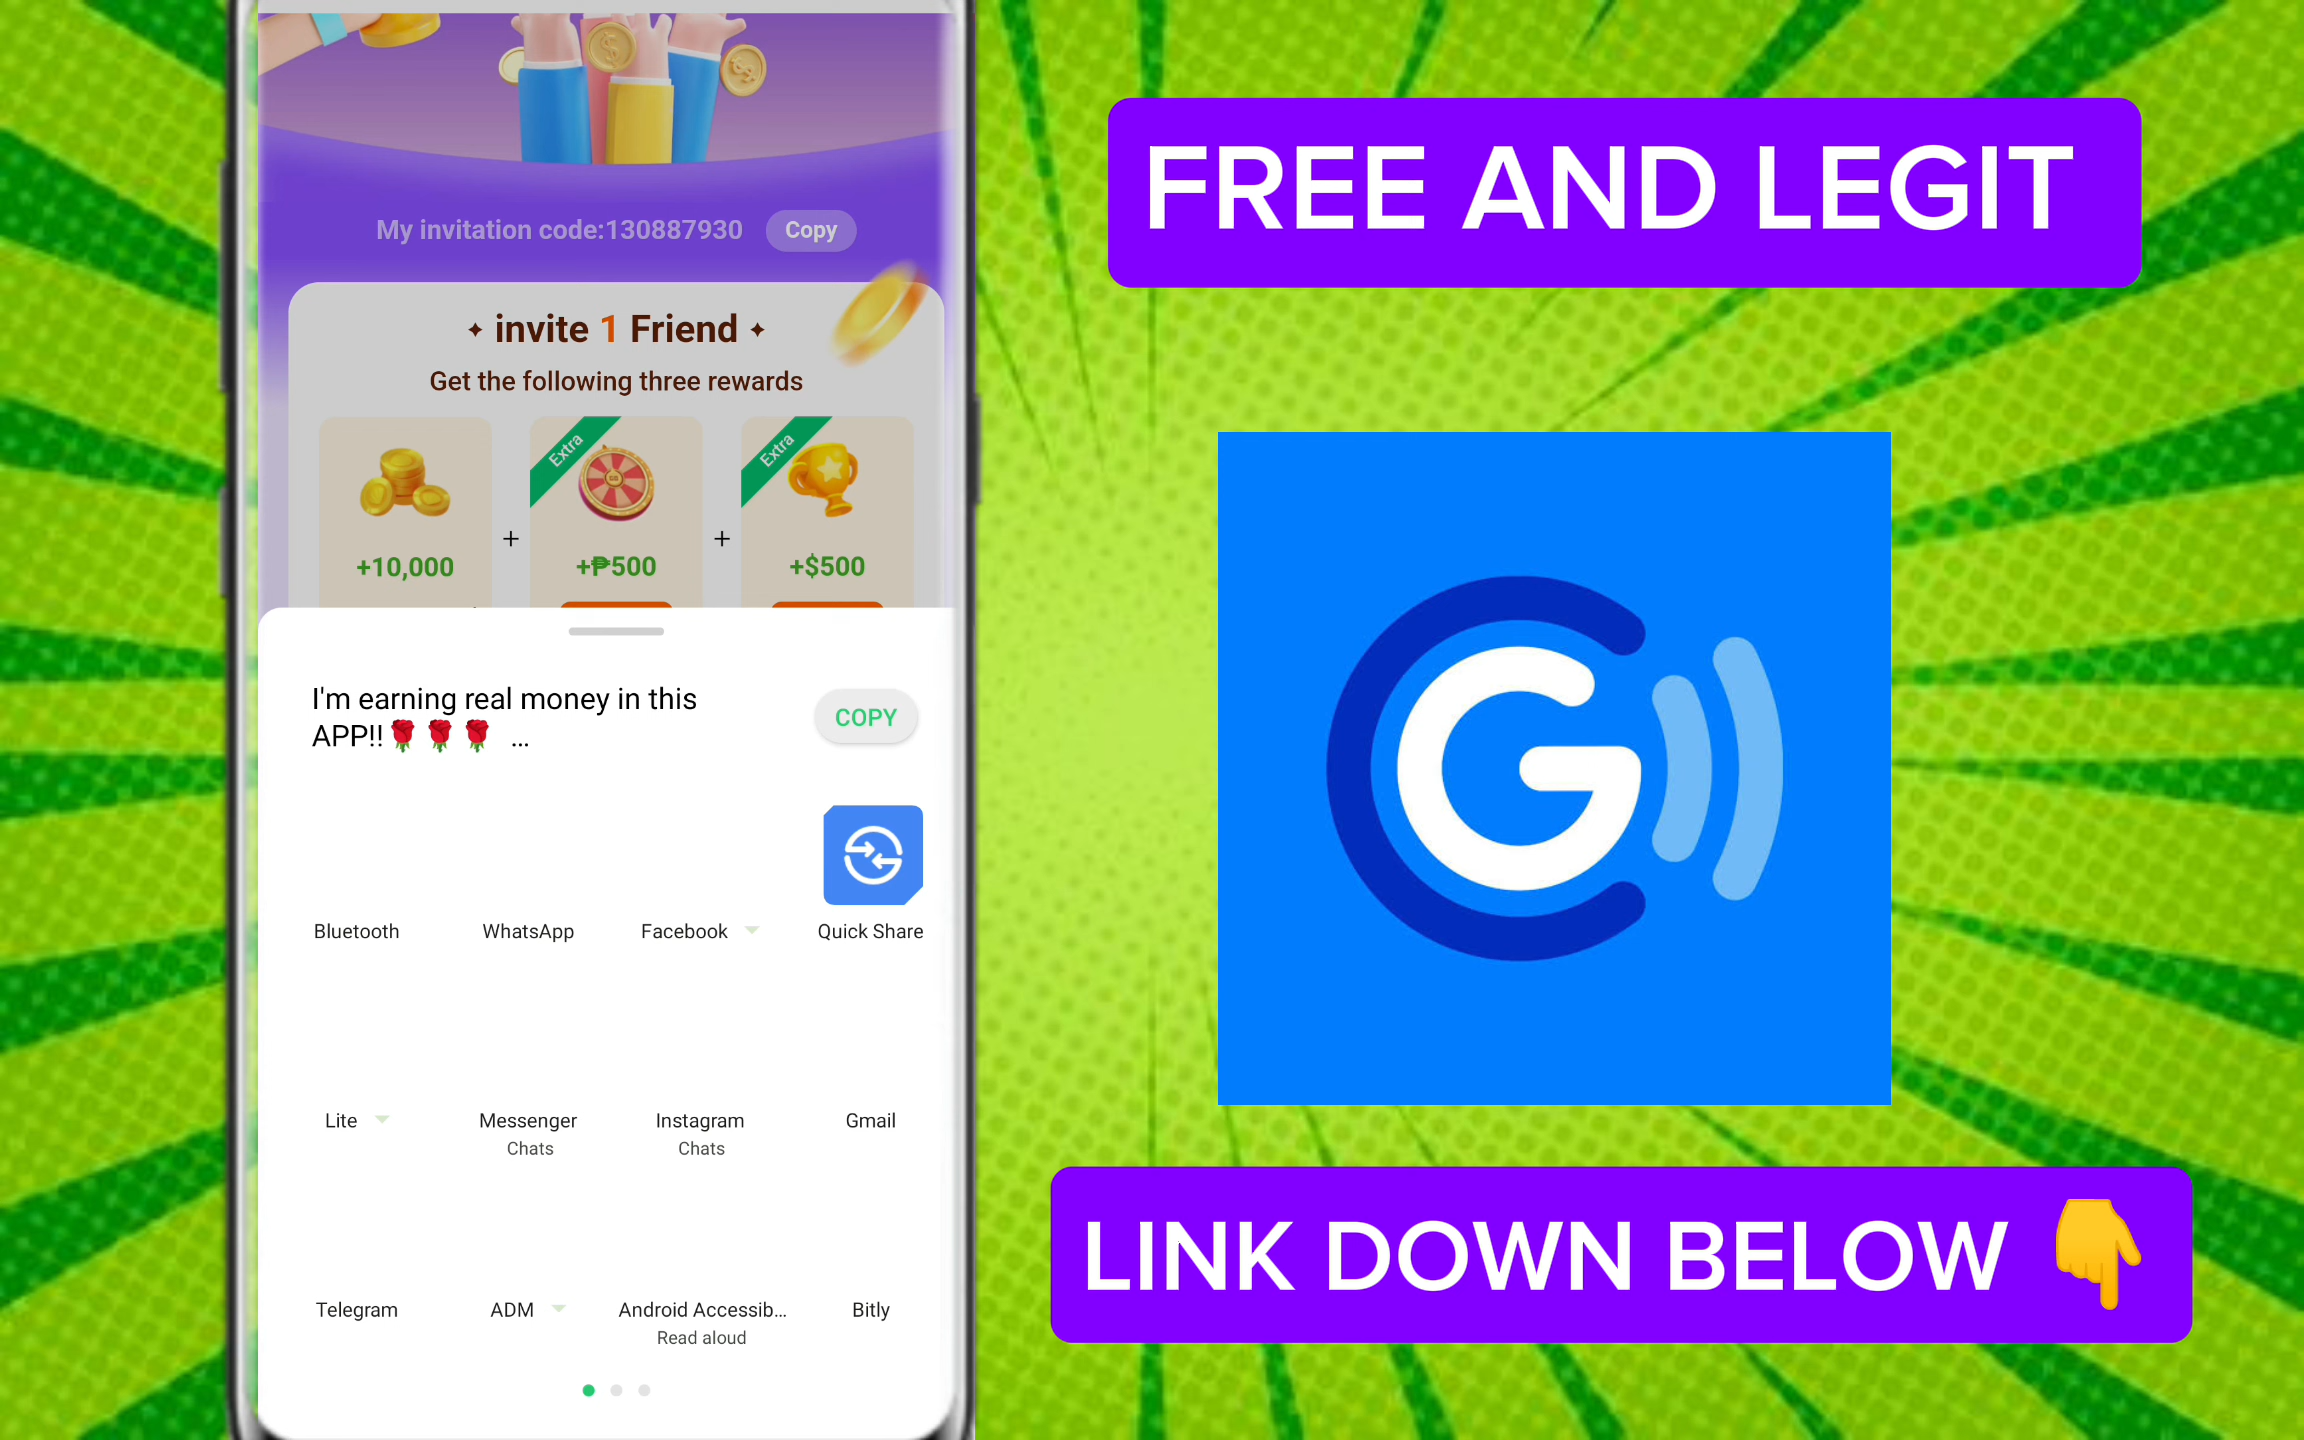 My invitation code:130887930 Copy
invite 1 Friend
Get the following three rewards
Extra
Extra
+10,000 + +₱500 + +$500
I'm earning real money in this
APP!!🌹🌹🌹 ...
COPY
Bluetooth WhatsApp Facebook Quick Share
Lite Messenger Instagram Gmail
Chats Chats
Telegram ADM Android Accessib... Bitly
Read aloud
FREE AND LEGIT
G
LINK DOWN BELOW 👇